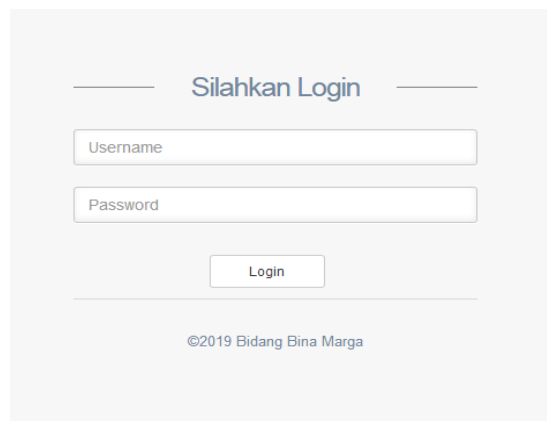 Silahkan Login
Username
Password
Login
©2019 Bidang Bina Marga